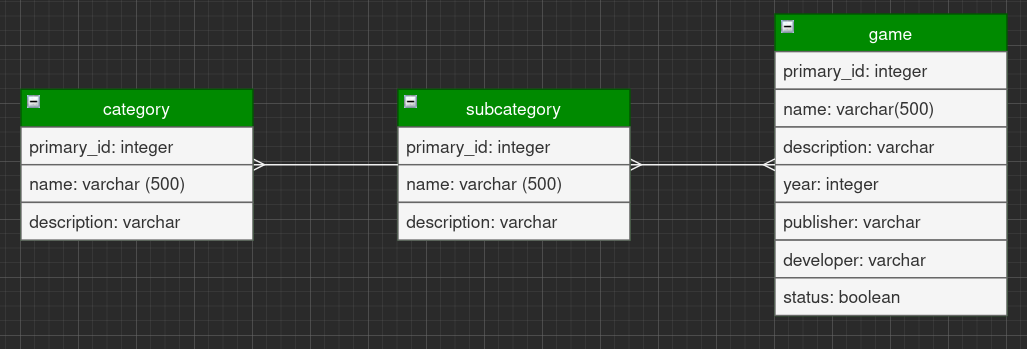 category
primary_id: integer
name: varchar (500)
description: varchar
subcategory
primary_id: integer
name: varchar (500)
description: varchar
game
primary_id: integer
name: varchar(500)
description: varchar
year: integer
publisher: varchar
developer: varchar
status: boolean